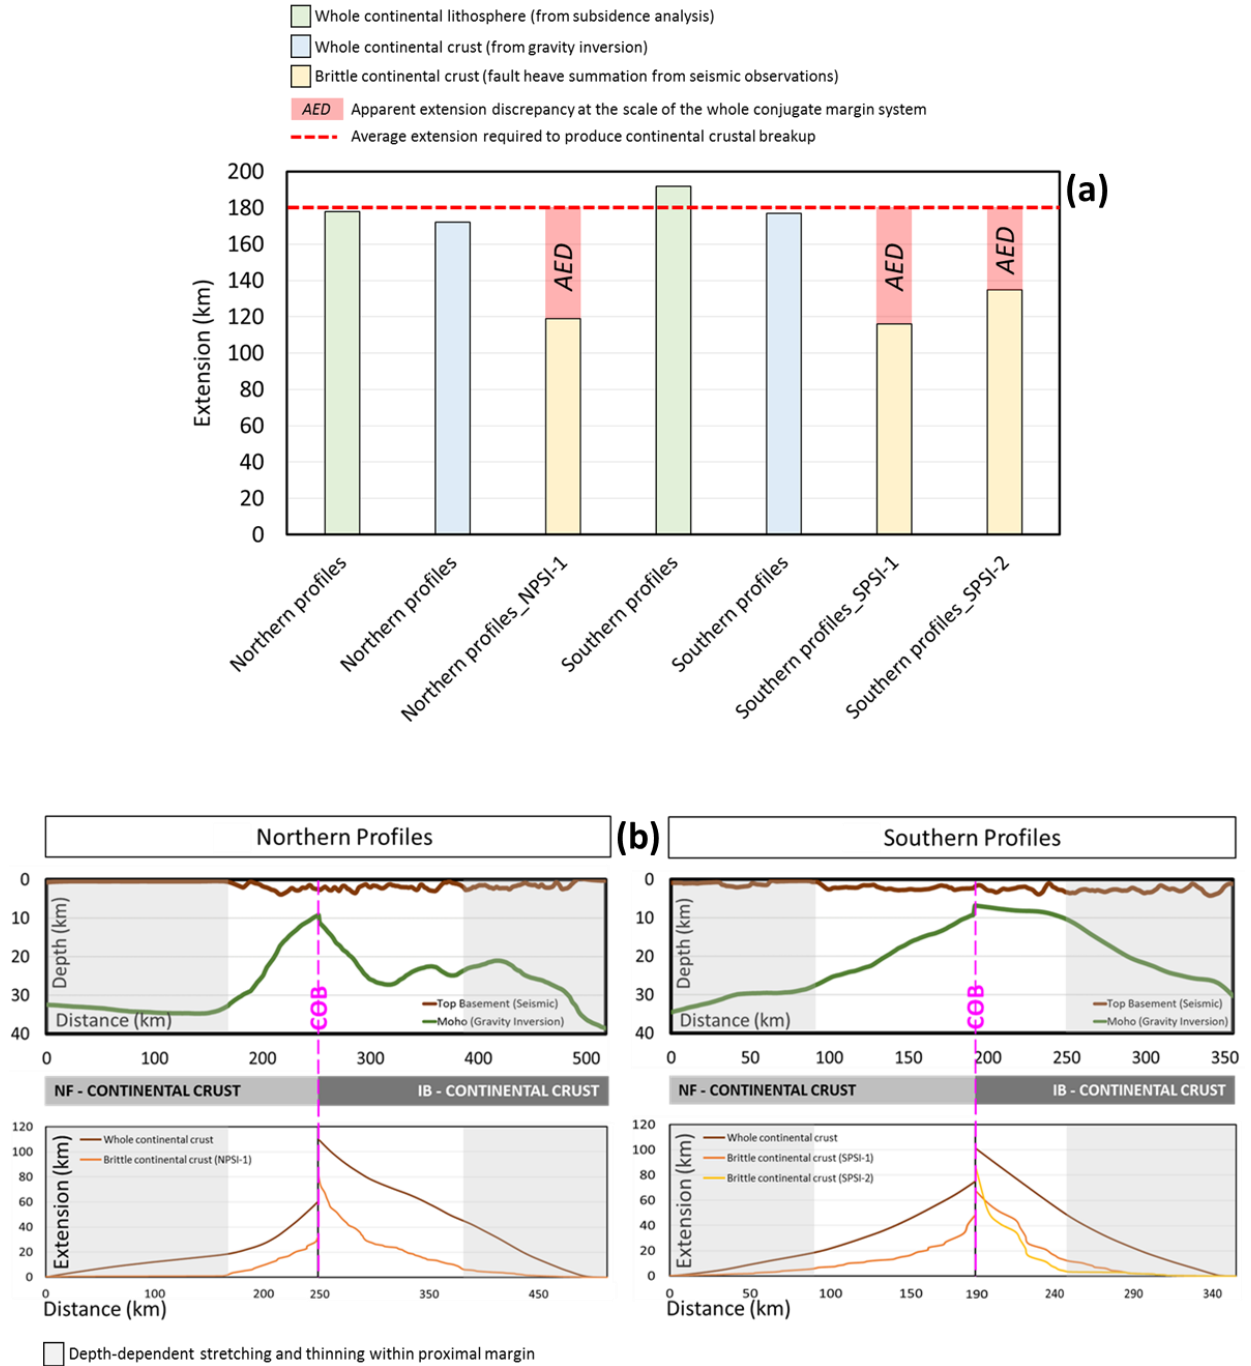 Whole continental lithosphere (from subsidence analysis)
Whole continental crust (from gravity inversion)
Brittle continental crust (fault heave summation from seismic observations)
AED Apparent extension discrepancy at the scale of the whole conjugate margin system
Average extension required to produce continental crustal breakup
(a)
Extension (km)
200
180
160
140
120
100
80
60
40
20
0
AED
AED
AED
Northern profiles
Northern profiles
Northern profiles_NPSI-1
Southern profiles
Southern profiles
Southern profiles_SPSI-1
Southern profiles_SPSI-2
Northern Profiles
(b)
Southern Profiles
0
10
20
30
40
Depth (km)
Distance (km)
COB
Top Basement (Seismic)
Moho (Gravity Inversion)
0 100 200 300 400 500
NF - CONTINENTAL CRUST
IB - CONTINENTAL CRUST
120
100
80
60
40
20
0
Extension (km)
Whole continental crust
Brittle continental crust (NPSI-1)
0 100 200 250 350 450
Distance (km)
0
10
20
30
40
Depth (km)
Distance (km)
COB
Top Basement (Seismic)
Moho (Gravity Inversion)
0 50 100 150 200 250 300 350
NF - CONTINENTAL CRUST
IB - CONTINENTAL CRUST
120
100
80
60
40
20
0
Extension (km)
Whole continental crust
Brittle continental crust (SPSI-1)
Brittle continental crust (SPSI-2)
0 50 100 150 190 240 290 340
Distance (km)
Depth-dependent stretching and thinning within proximal margin